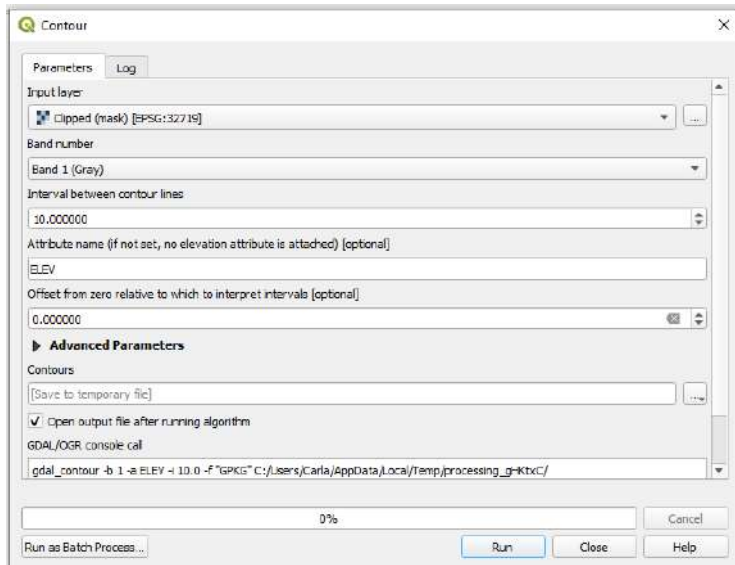 Contour
Parameters
Log
Input layer
Clipped (mask) [EPSG:32719]
...
Band number
Band 1 (Gray)
Interval between contour lines
10.000000
Attribute name (if not set, no elevation attribute is attached) [optional]
ELEV
Offset from zero relative to which to interpret intervals [optional]
0.000000
Advanced Parameters
Contours
[Save to temporary file]
...
Open output file after running algorithm
GDAL/OGR console call
gdal_contour -b 1 -a ELEV -i 10.0 -f "GPKG" C:/Users/Carla/AppData/Local/Temp/processing_gHKtxC/
0%
Cancel
Run as Batch Process...
Run
Close
Help